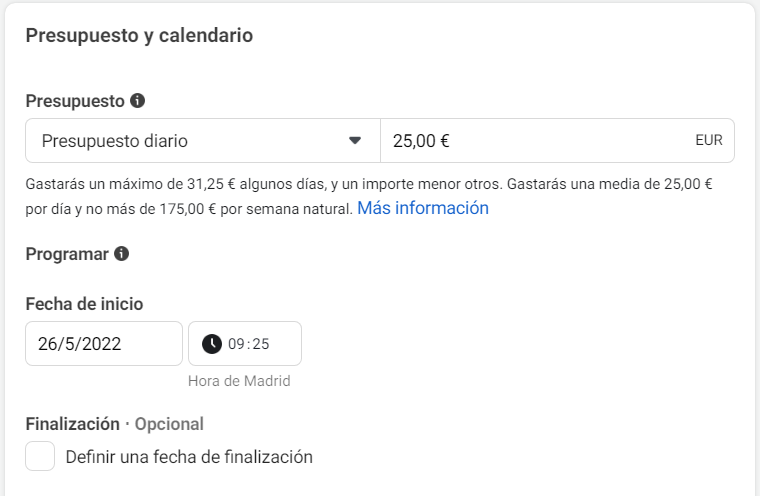 Presupuesto y calendario
Presupuesto
Presupuesto diario 25,00 € EUR
Gastarás un máximo de 31,25 € algunos días, y un importe menor otros. Gastarás una media de 25,00 €
por día y no más de 175,00 € por semana natural. Más información
Programar
Fecha de inicio
26/5/2022 09:25
Hora de Madrid
Finalización · Opcional
Definir una fecha de finalización